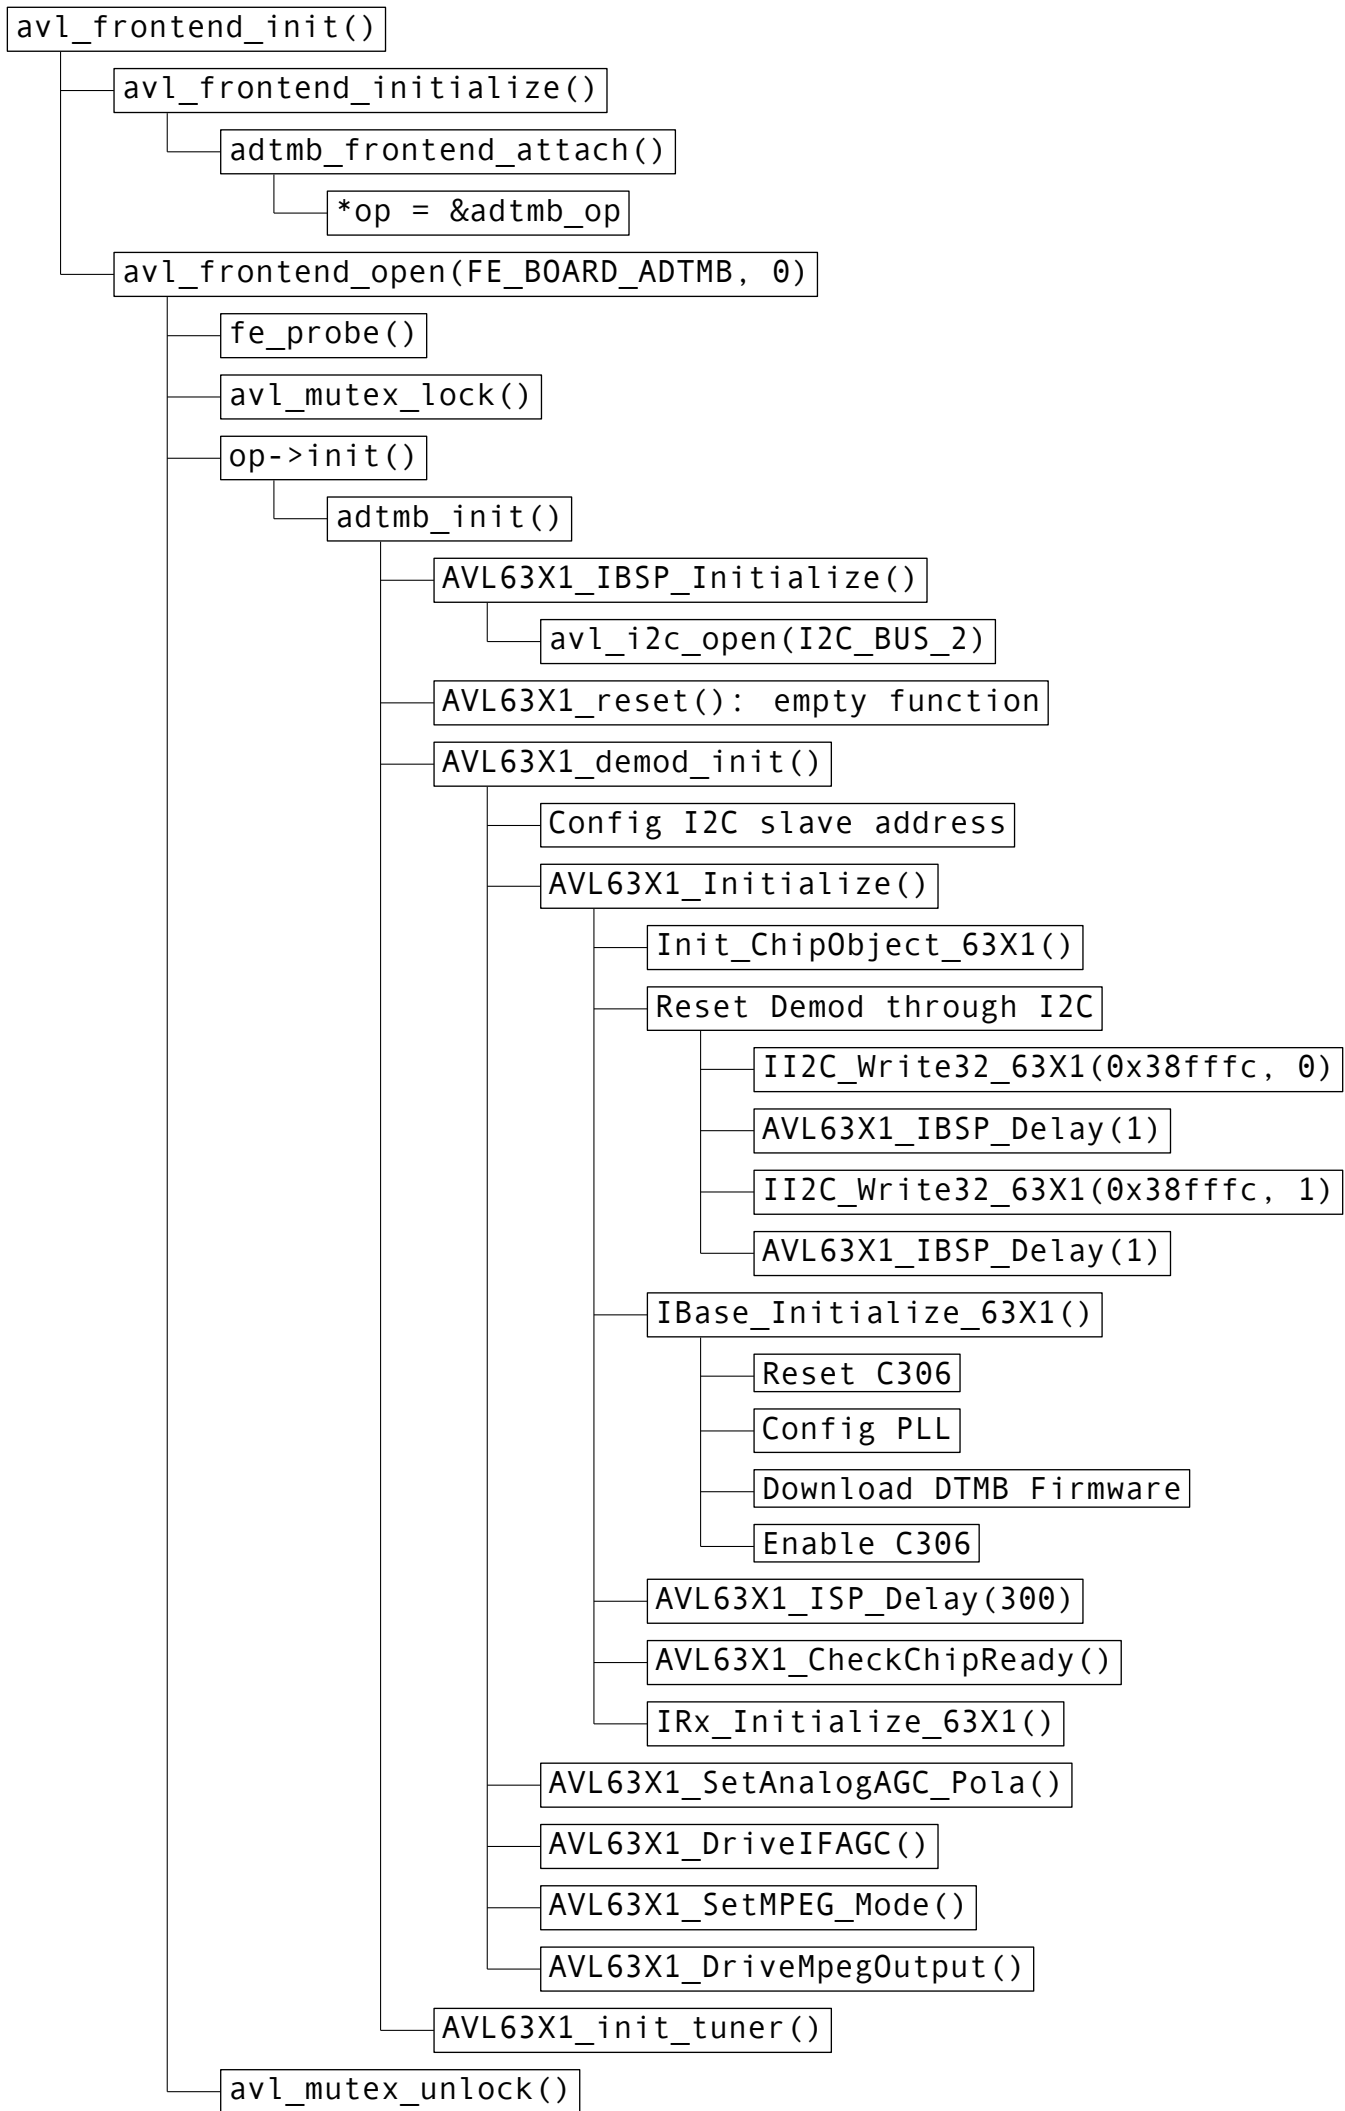 avl_frontend_init()
avl_frontend_initialize()
adtmb_frontend_attach()
*op = &adtmb_op
avl_frontend_open(FE_BOARD_ADTMB, 0)
fe_probe()
avl_mutex_lock()
op->init()
adtmb_init()
AVL63X1_IBSP_Initialize()
avl_i2c_open(I2C_BUS_2)
AVL63X1_reset(): empty function
AVL63X1_demod_init()
Config I2C slave address
AVL63X1_Initialize()
Init_ChipObject_63X1()
Reset Demod through I2C
II2C_Write32_63X1(0x38fffc, 0)
AVL63X1_IBSP_Delay(1)
II2C_Write32_63X1(0x38fffc, 1)
AVL63X1_IBSP_Delay(1)
IBase_Initialize_63X1()
Reset C306
Config PLL
Download DTMB Firmware
Enable C306
AVL63X1_ISP_Delay(300)
AVL63X1_CheckChipReady()
IRx_Initialize_63X1()
AVL63X1_SetAnalogAGC_Pola()
AVL63X1_DriveIFAGC()
AVL63X1_SetMPEG_Mode()
AVL63X1_DriveMpegOutput()
AVL63X1_init_tuner()
avl_mutex_unlock()